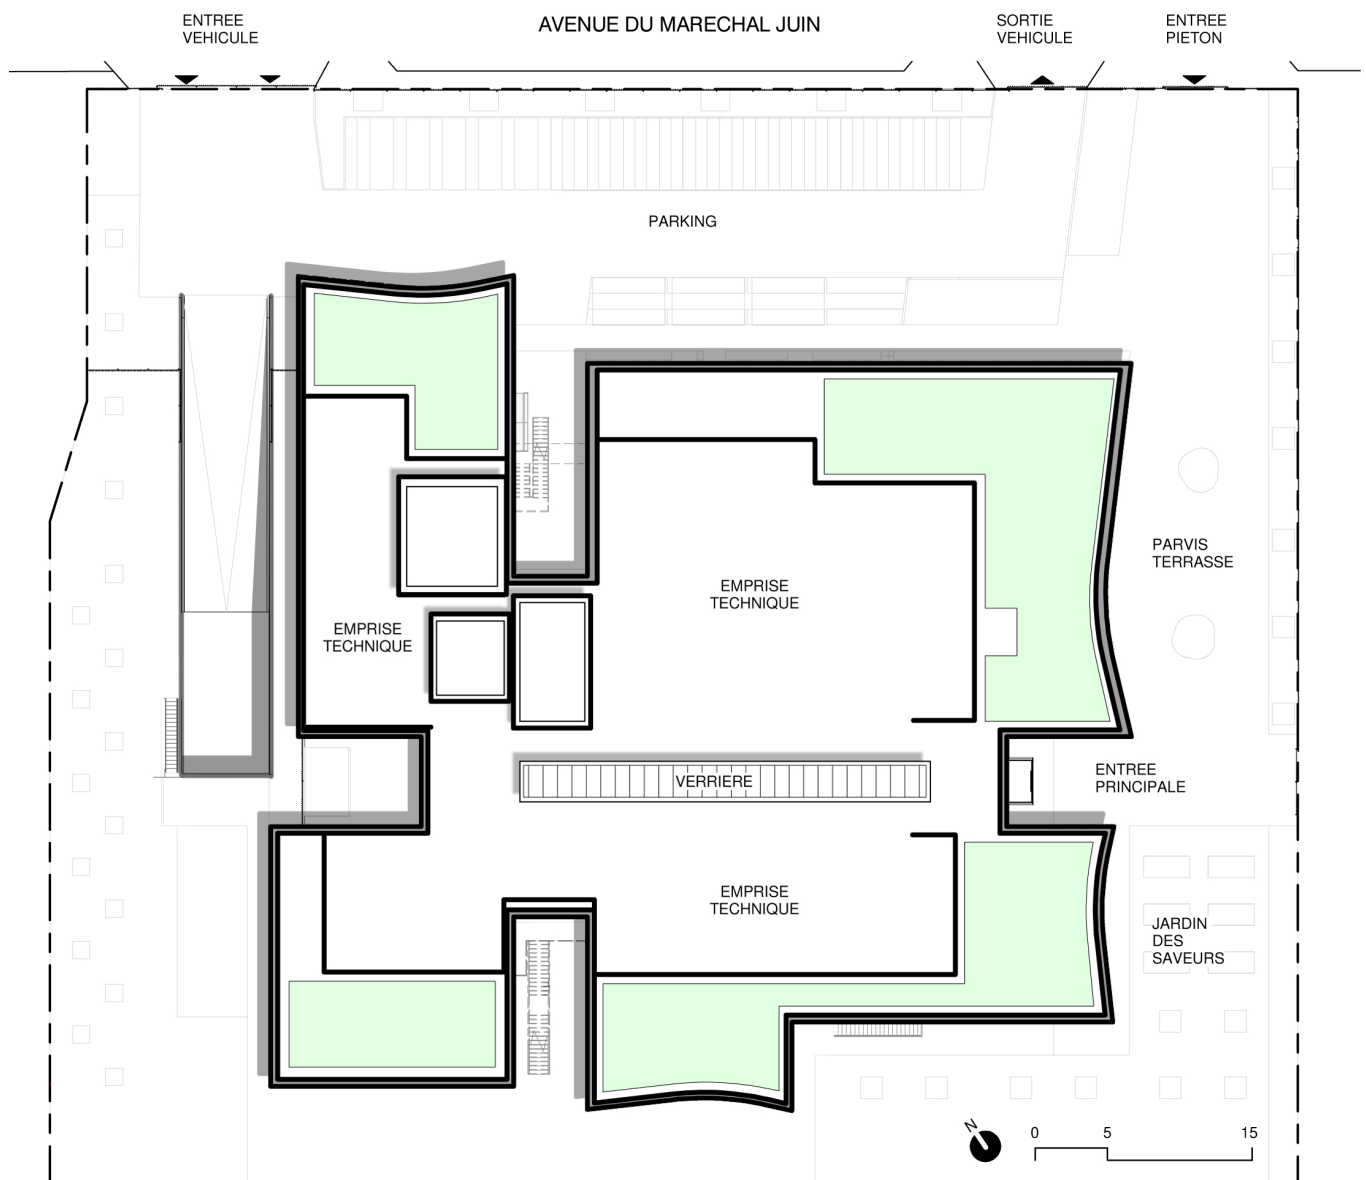 ENTREE
VEHICULE
AVENUE DU MARECHAL JUIN
SORTIE
VEHICULE
ENTREE
PIETON
PARKING
PARVIS
TERRASSE
EMPRISE
TECHNIQUE
EMPRISE
TECHNIQUE
VERRIERE
ENTREE
PRINCIPALE
EMPRISE
TECHNIQUE
JARDIN
DES
SAVEURS
N
0 5 15